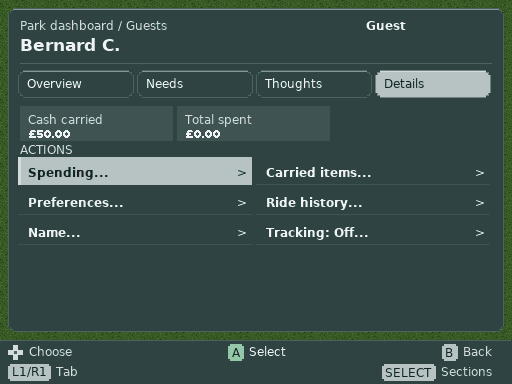 Park dashboard / Guests
Guest
Bernard C.
Overview
Needs
Thoughts
Details
Cash carried
£50.00
Total spent
£0.00
ACTIONS
Spending... >
Carried items... >
Preferences... >
Ride history... >
Name... >
Tracking: Off... >
Choose
A Select
B Back
L1/R1 Tab
SELECT Sections